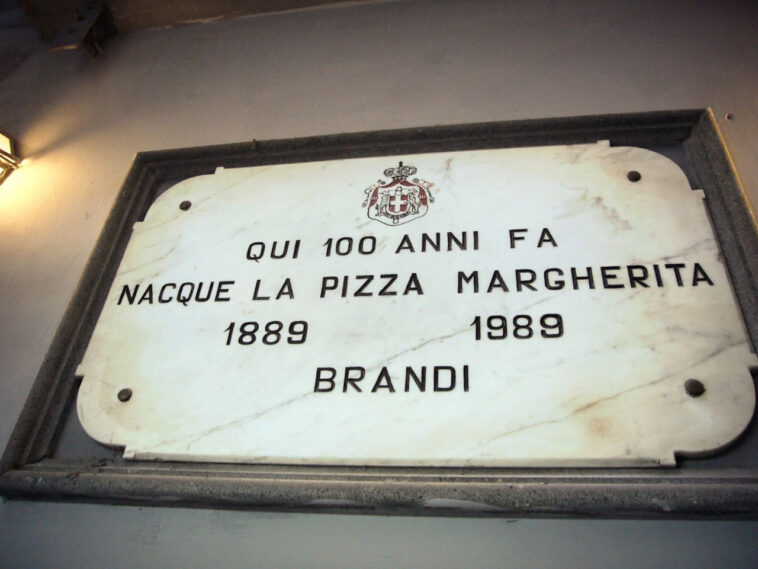 QUI 100 ANNI FA
NACQUE LA PIZZA MARGHERITA
1889 1989
BRANDI